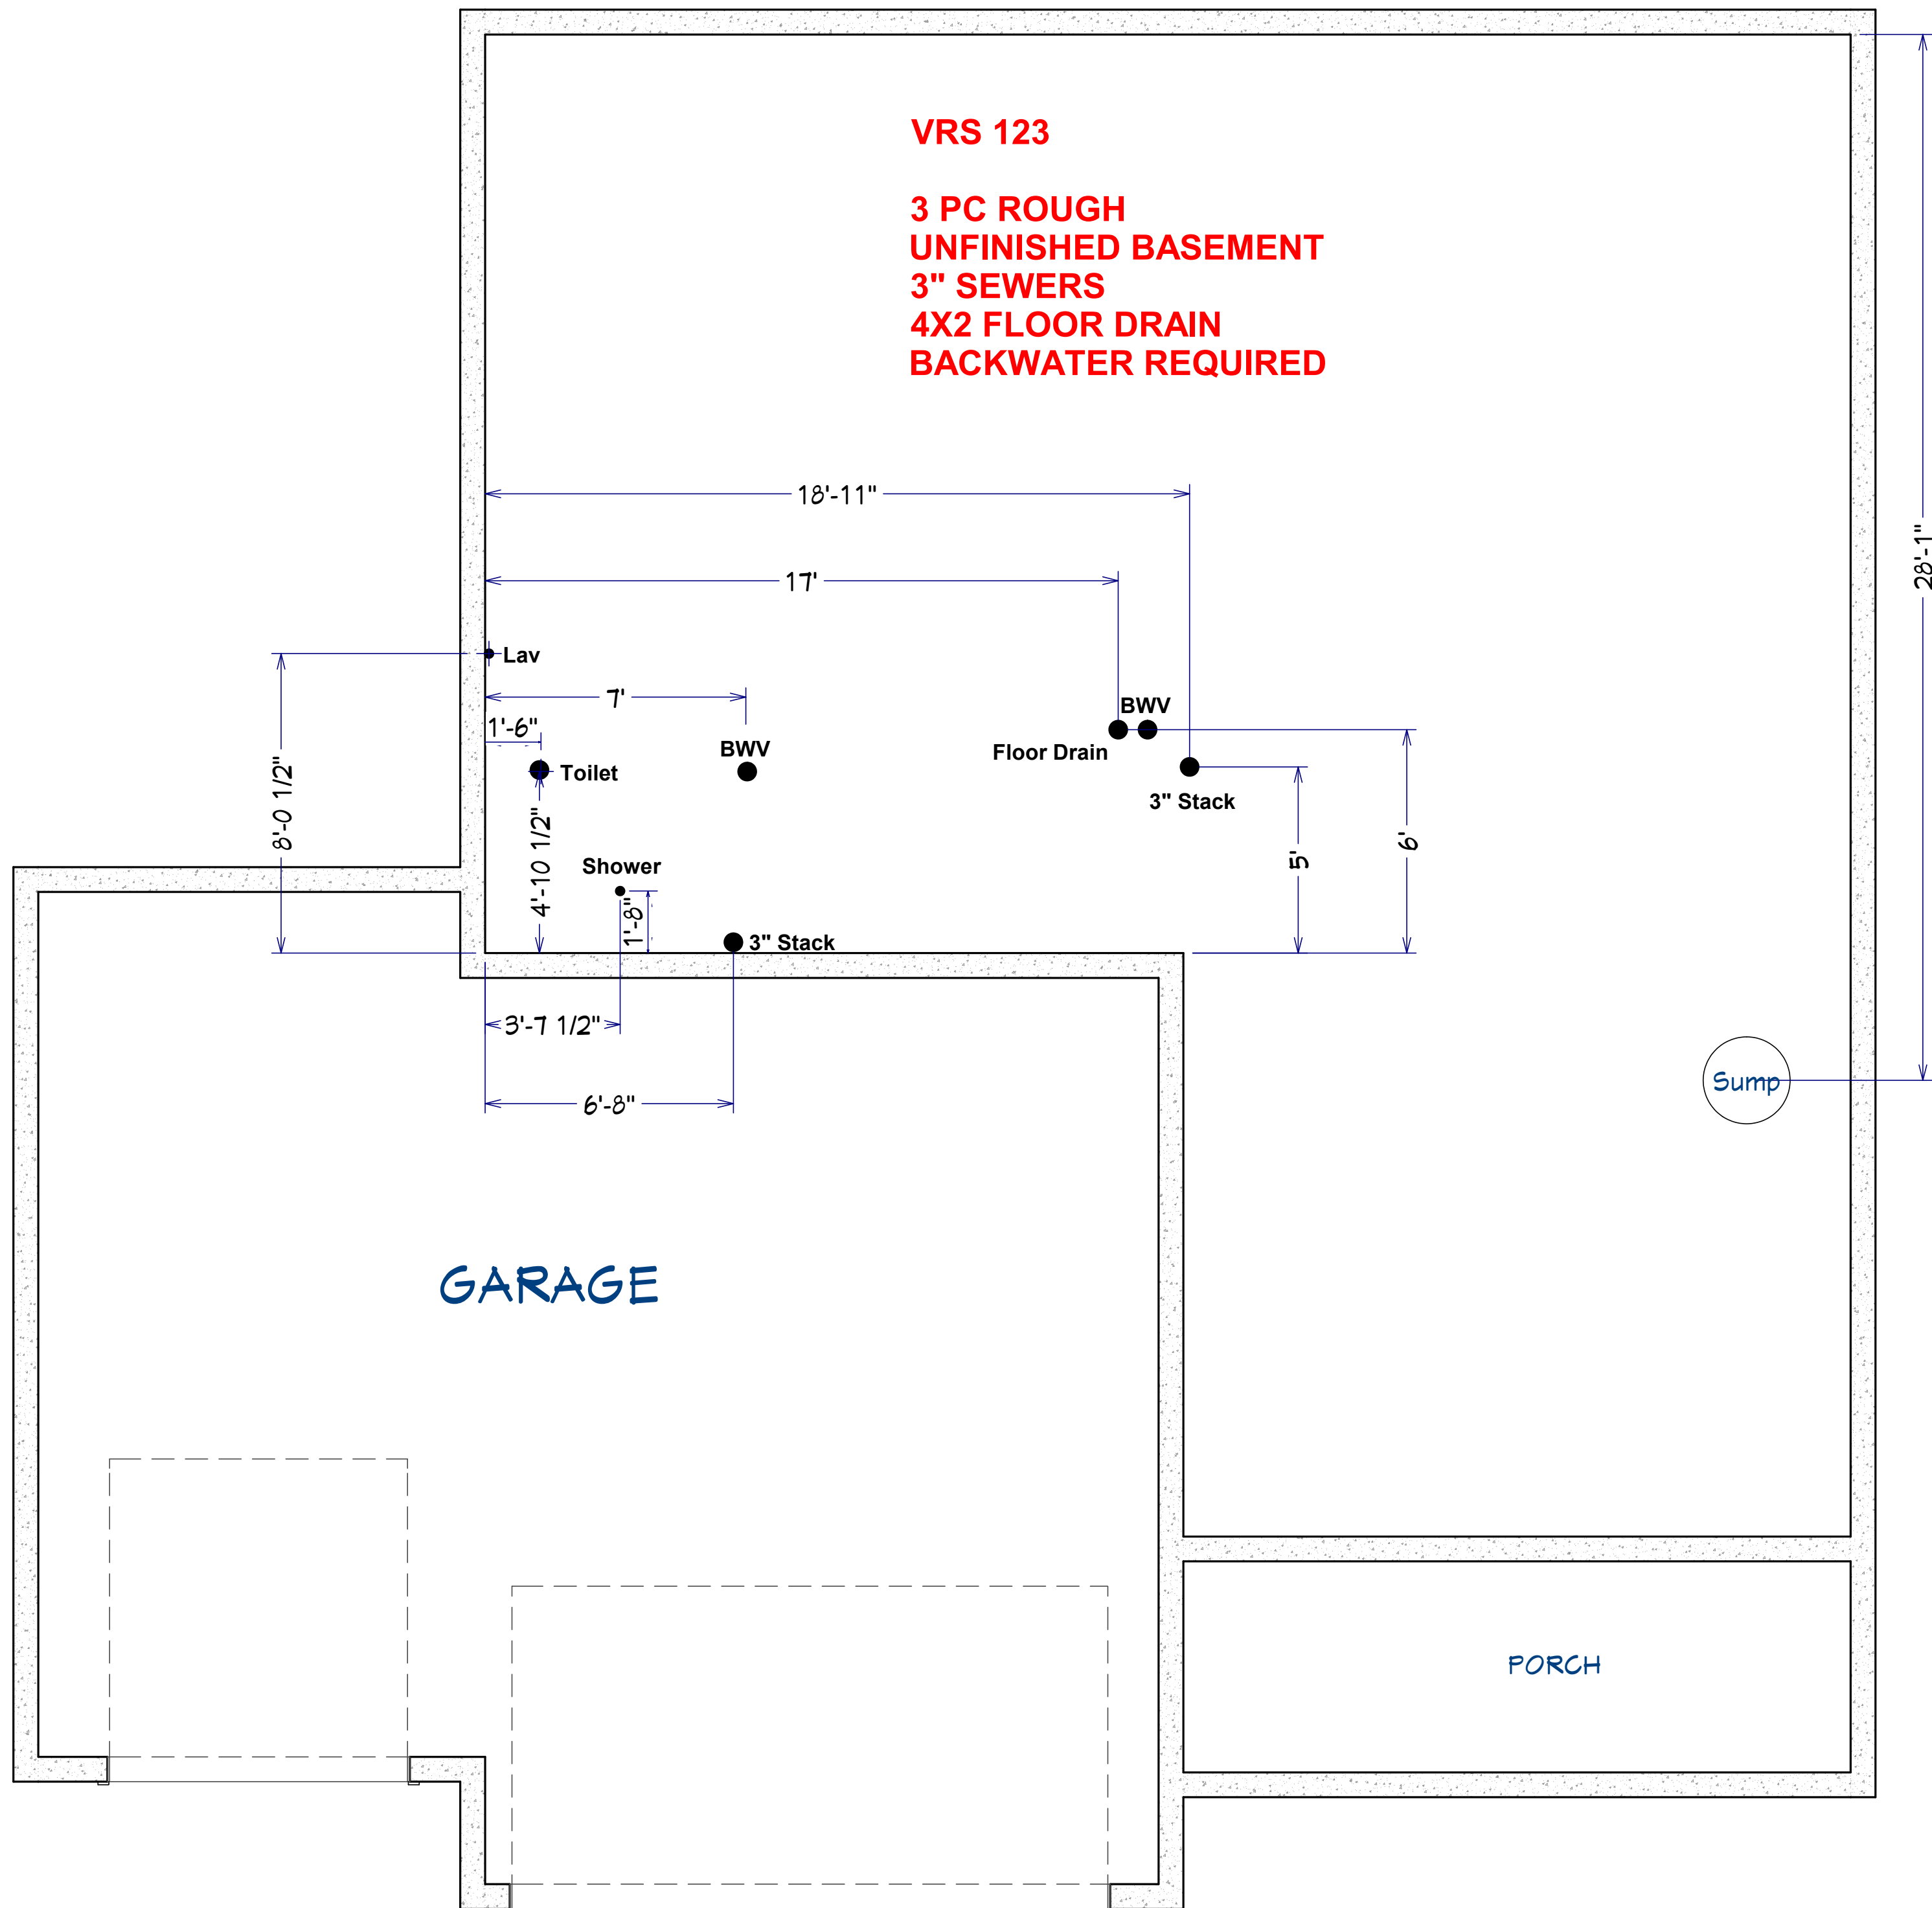 VRS 123
3 PC ROUGH
UNFINISHED BASEMENT
3" SEWERS
4X2 FLOOR DRAIN
BACKWATER REQUIRED
18'-11"
28'-1"
17'
Lav
7'
1'-6"
BWV
BWV
Floor Drain
Toilet
3" Stack
8'-0 1/2"
4'-10 1/2"
5'
6'
Shower
1'-8"
3" Stack
3'-7 1/2"
6'-8"
Sump
GARAGE
PORCH